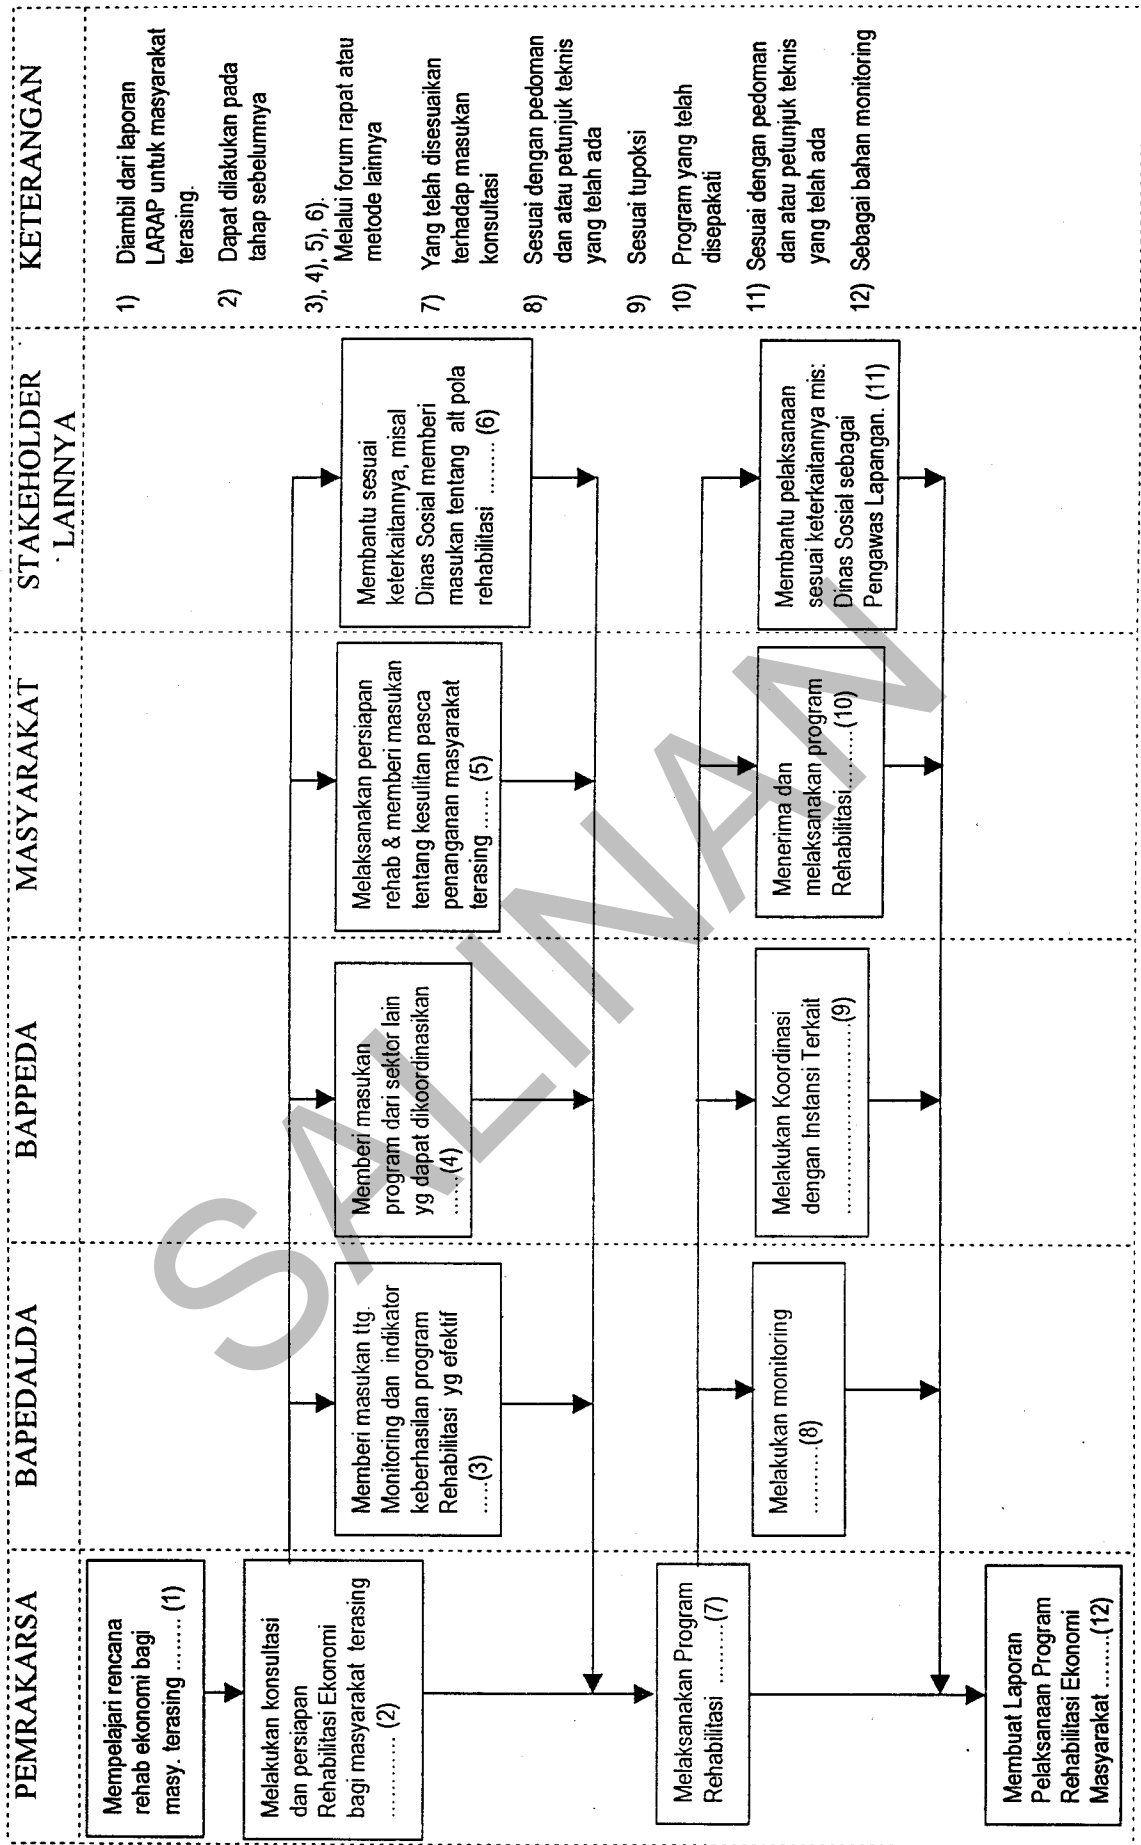 PEMRAKARSA
BAPEDALDA
BAPPEDA
MASYARAKAT
STAKEHOLDER
LAINNYA
KETERANGAN
Mempelajari rencana
rehab ekonomi bagi
masy. terasing ........ (1)
Melakukan konsultasi
dan persiapan
Rehabilitasi Ekonomi
bagi masyarakat terasing
............ (2)
Memberi masukan ttg.
Monitoring dan indikator
keberhasilan program
Rehabilitasi yg efektif
.....(3)
Memberi masukan
program dari sektor lain
yg dapat dikoordinasikan
.......(4)
Melaksanakan persiapan
rehab & memberi masukan
tentang kesulitan pasca
penanganan masyarakat
terasing ...... (5)
Membantu sesuai
keterkaitannya, misal
Dinas Sosial memberi
masukan tentang alt pola
rehabilitasi ......... (6)
Melaksanakan Program
Rehabilitasi .........(7)
Melakukan monitoring
..........(8)
Melakukan Koordinasi
dengan Instansi Terkait
..............................(9)
Menerima dan
melaksanakan program
Rehabilitasi..........(10)
Membantu pelaksanaan
sesuai keterkaitannya mis:
Dinas Sosial sebagai
Pengawas Lapangan. (11)
Membuat Laporan
Pelaksanaan Program
Rehabilitasi Ekonomi
Masyarakat ........(12)
1) Diambil dari laporan
LARAP untuk masyarakat
terasing.
2) Dapat dilakukan pada
tahap sebelumnya
3), 4), 5), 6).
Melalui forum rapat atau
metode lainnya
7) Yang telah disesuaikan
terhadap masukan
konsultasi
8) Sesuai dengan pedoman
dan atau petunjuk teknis
yang telah ada
9) Sesuai tupoksi
10) Program yang telah
disepakati
11) Sesuai dengan pedoman
dan atau petunjuk teknis
yang telah ada
12) Sebagai bahan monitoring
SALINAN